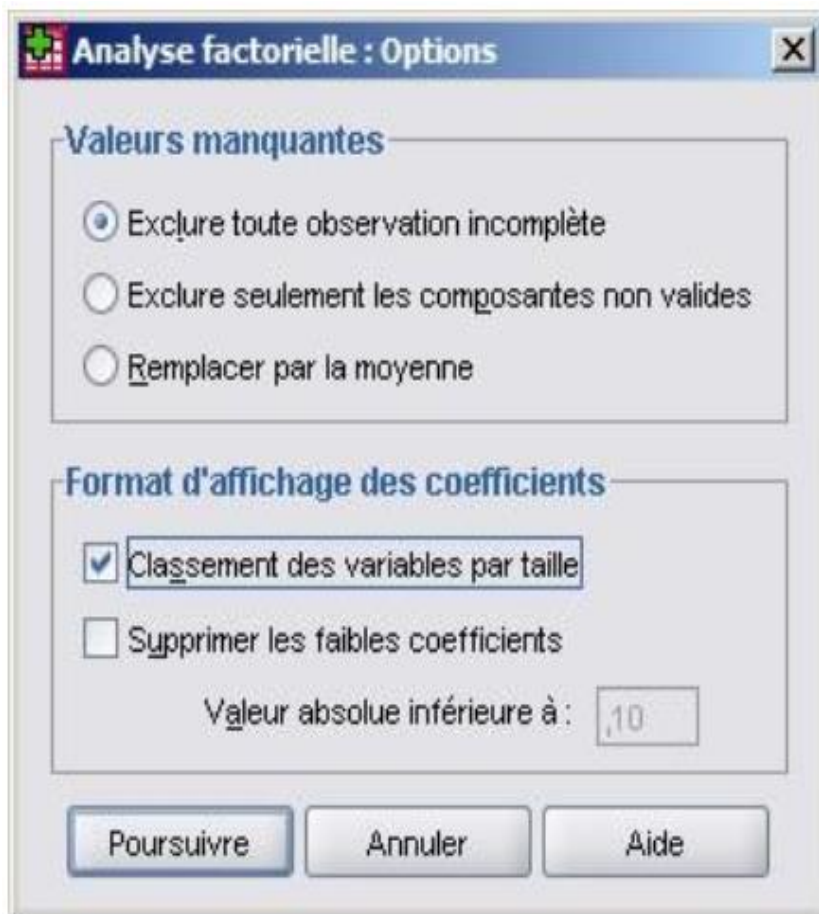 Analyse factorielle : Options
Valeurs manquantes
Exclure toute observation incomplète
Exclure seulement les composantes non valides
Remplacer par la moyenne
Format d'affichage des coefficients
Classement des variables par taille
Supprimer les faibles coefficients
Valeur absolue inférieure à : ,10
Poursuivre Annuler Aide